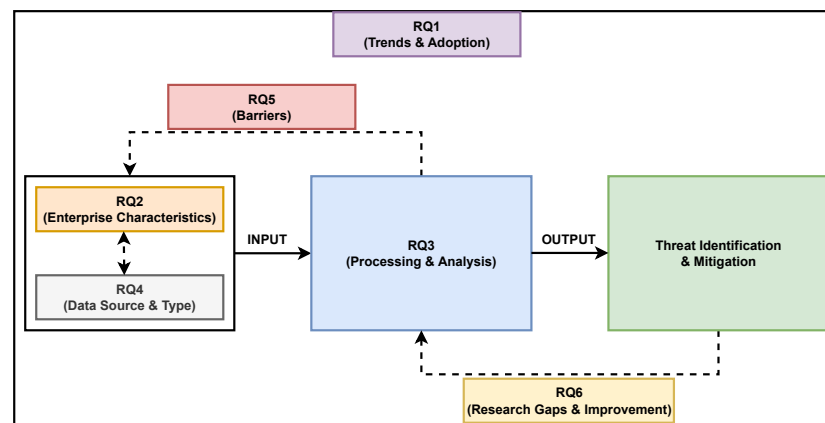 RQ1
(Trends & Adoption)
RQ5
(Barriers)
RQ2
(Enterprise Characteristics)
RQ4
(Data Source & Type)
INPUT
RQ3
(Processing & Analysis)
OUTPUT
Threat Identification
& Mitigation
RQ6
(Research Gaps & Improvement)